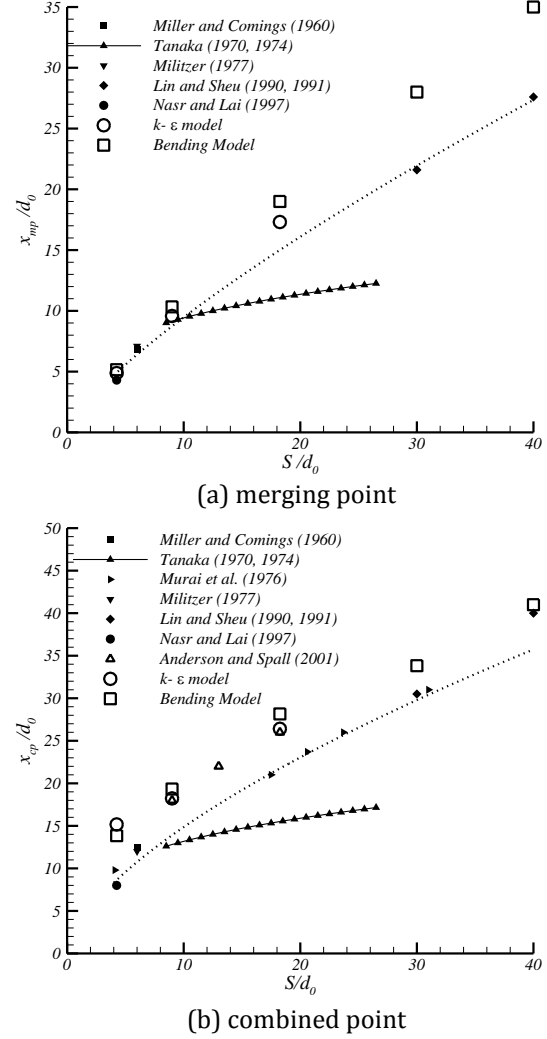 35
30
25
20
15
10
5
0
x_mp/d_0
Miller and Comings (1960)
Tanaka (1970, 1974)
Militzer (1977)
Lin and Sheu (1990, 1991)
Nasr and Lai (1997)
k- ε model
Bending Model
0 10 20 30 40
S/d_0
(a) merging point
50
45
40
35
30
25
20
15
10
5
0
x_cp/d_0
Miller and Comings (1960)
Tanaka (1970, 1974)
Murai et al. (1976)
Militzer (1977)
Lin and Sheu (1990, 1991)
Nasr and Lai (1997)
Anderson and Spall (2001)
k- ε model
Bending Model
0 10 20 30 40
S/d_0
(b) combined point